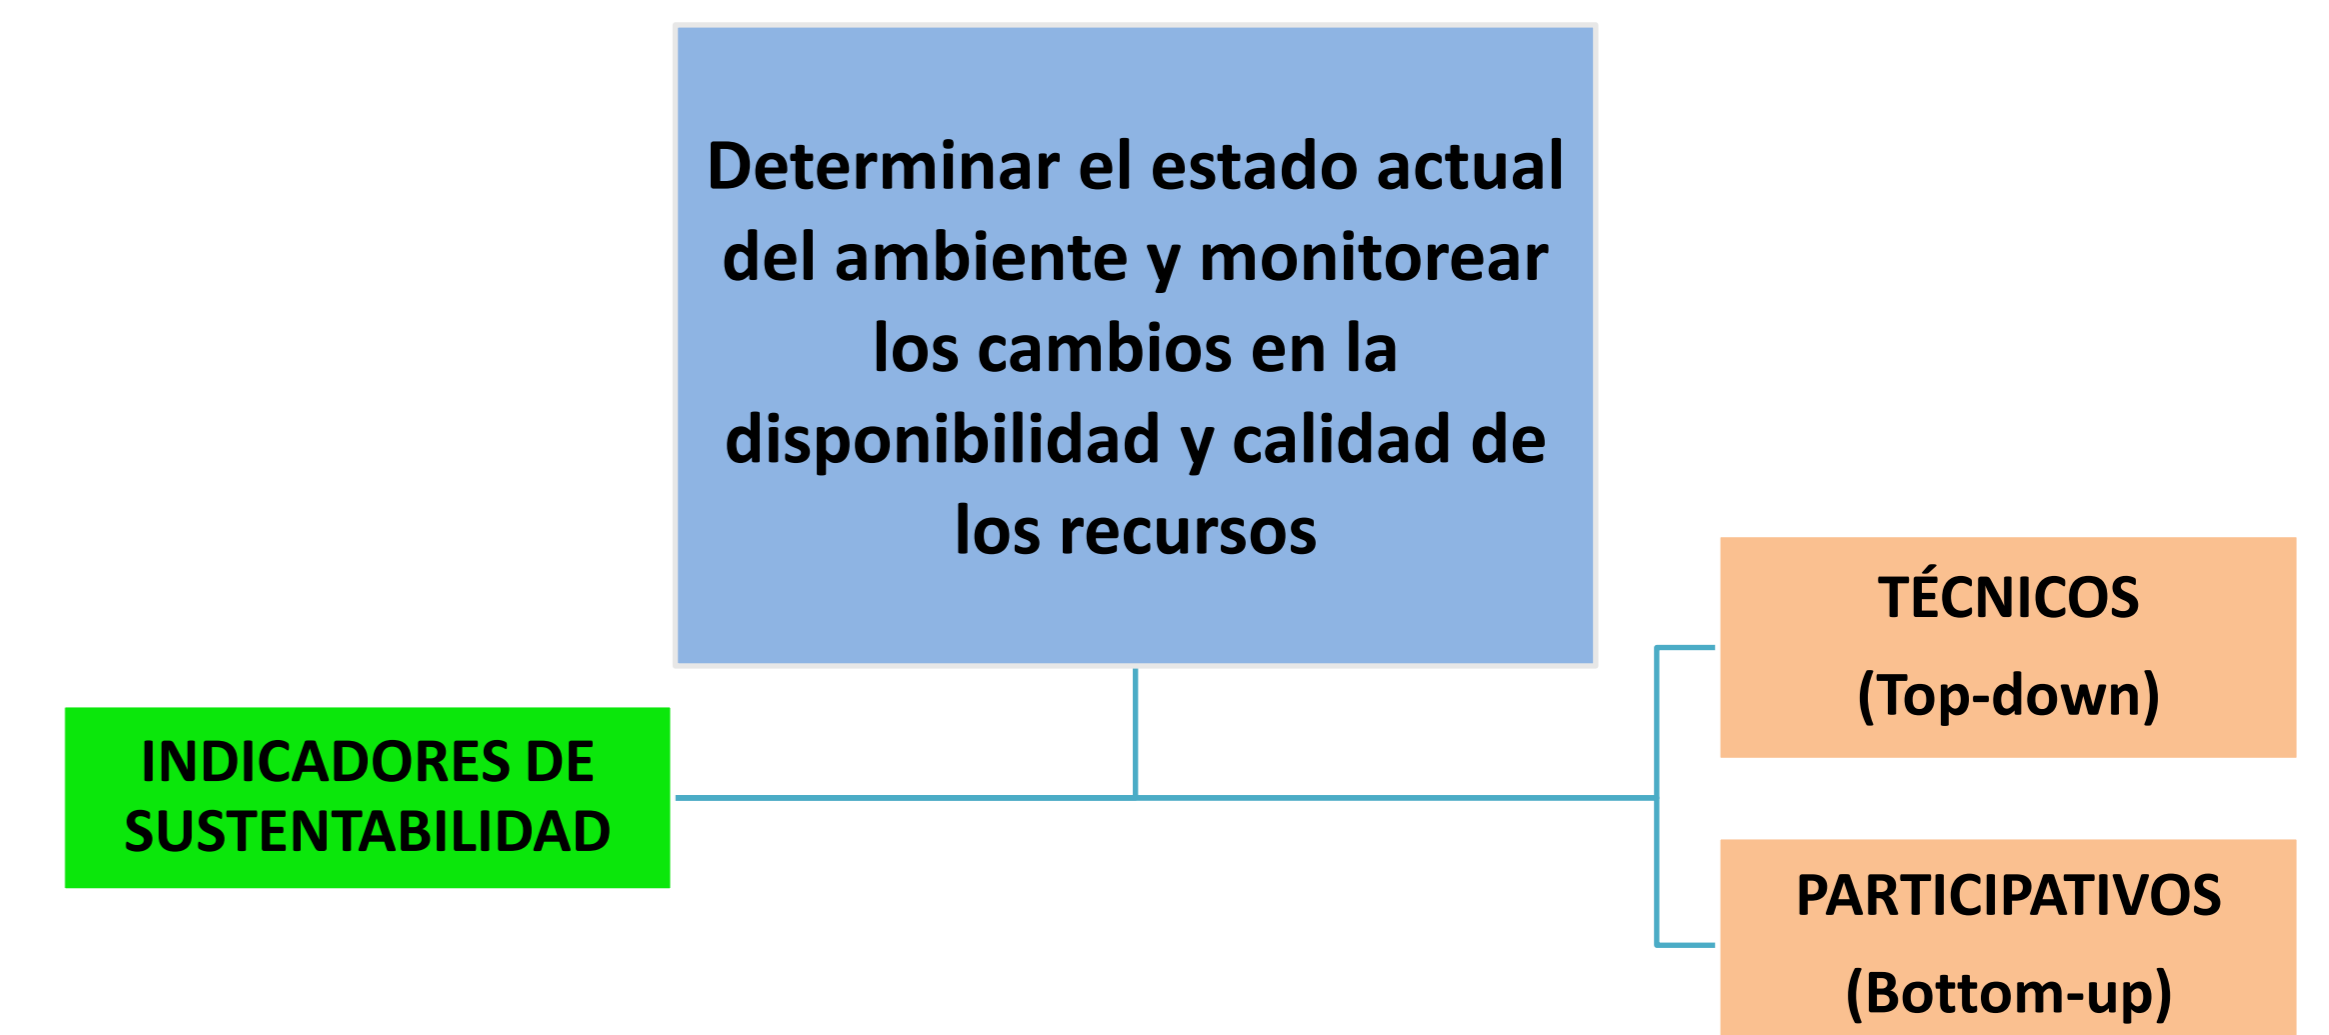 Determinar el estado actual
del ambiente y monitorear
los cambios en la
disponibilidad y calidad de
los recursos
INDICADORES DE
SUSTENTABILIDAD
TÉCNICOS
(Top-down)
PARTICIPATIVOS
(Bottom-up)